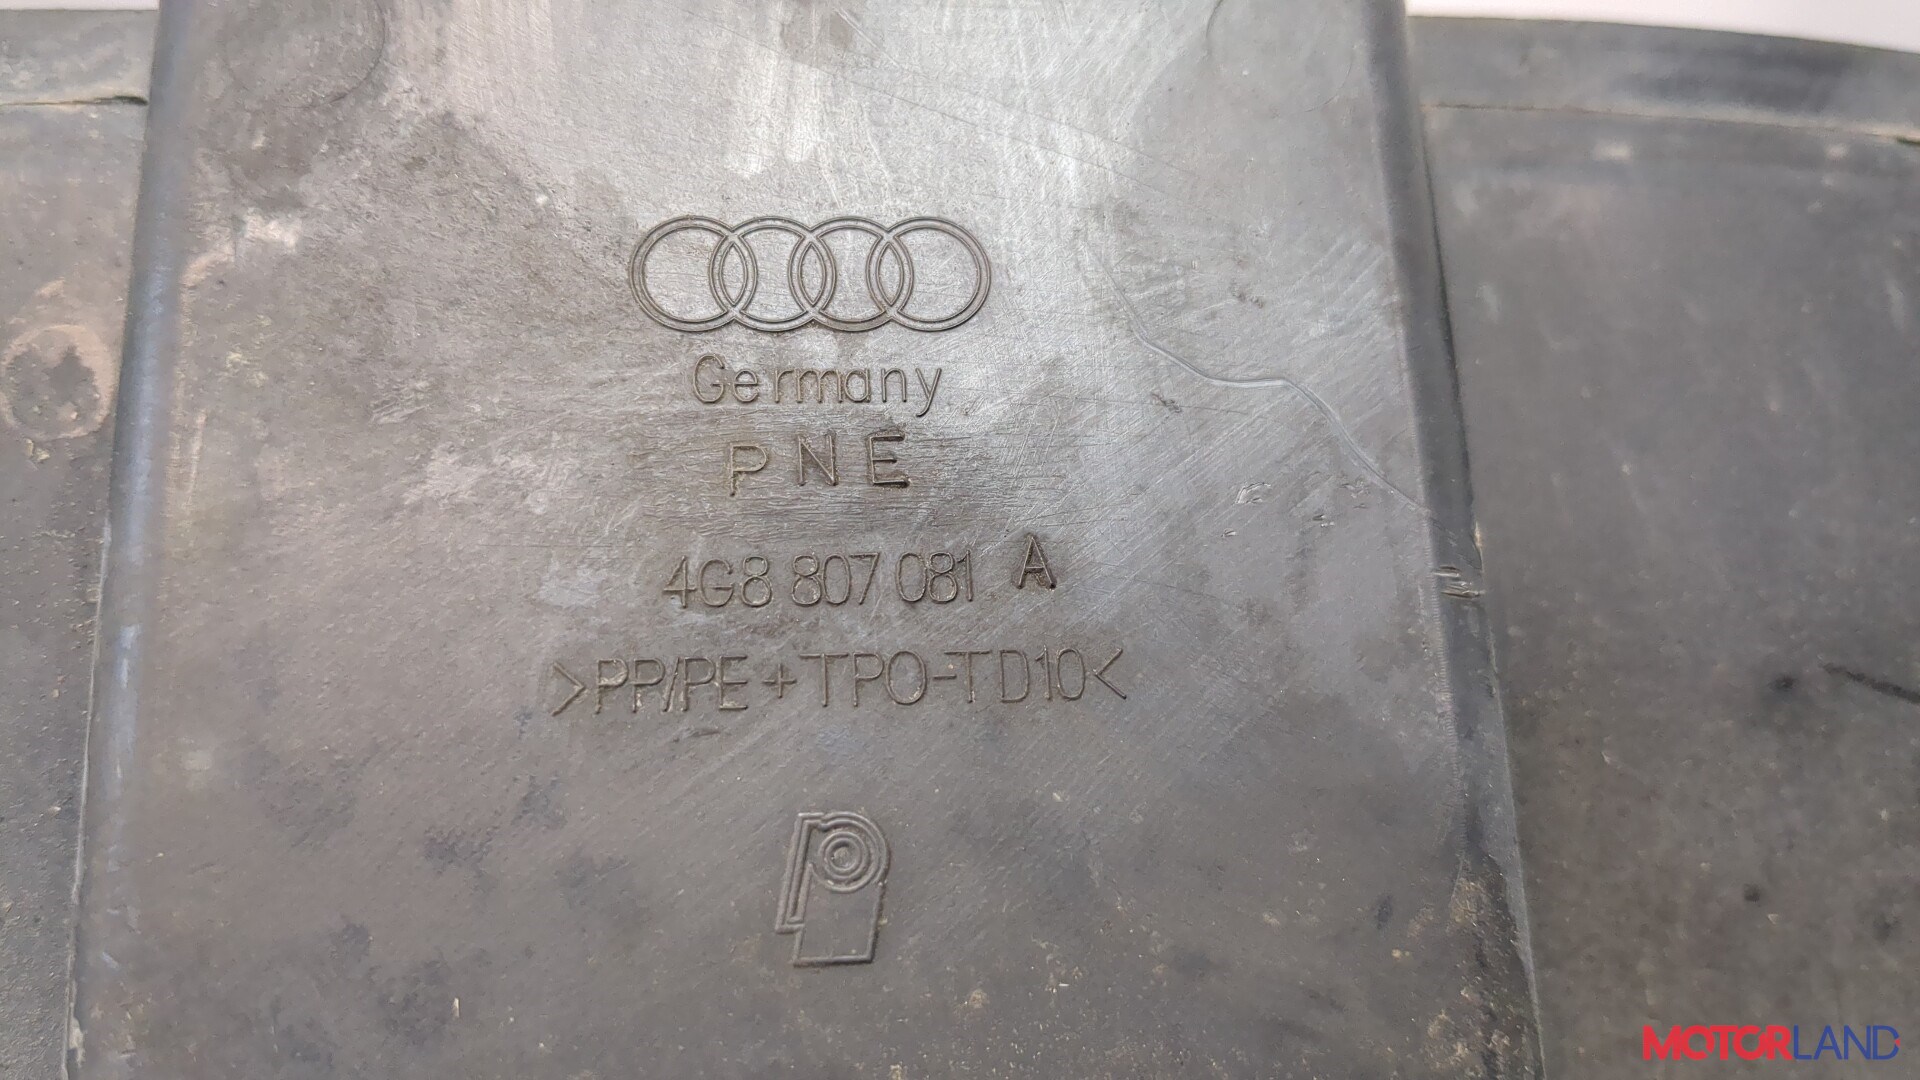 Germany
PNE
4G8 807 081 A
>PP/PE+TPO-TD10<
MOTORLAND